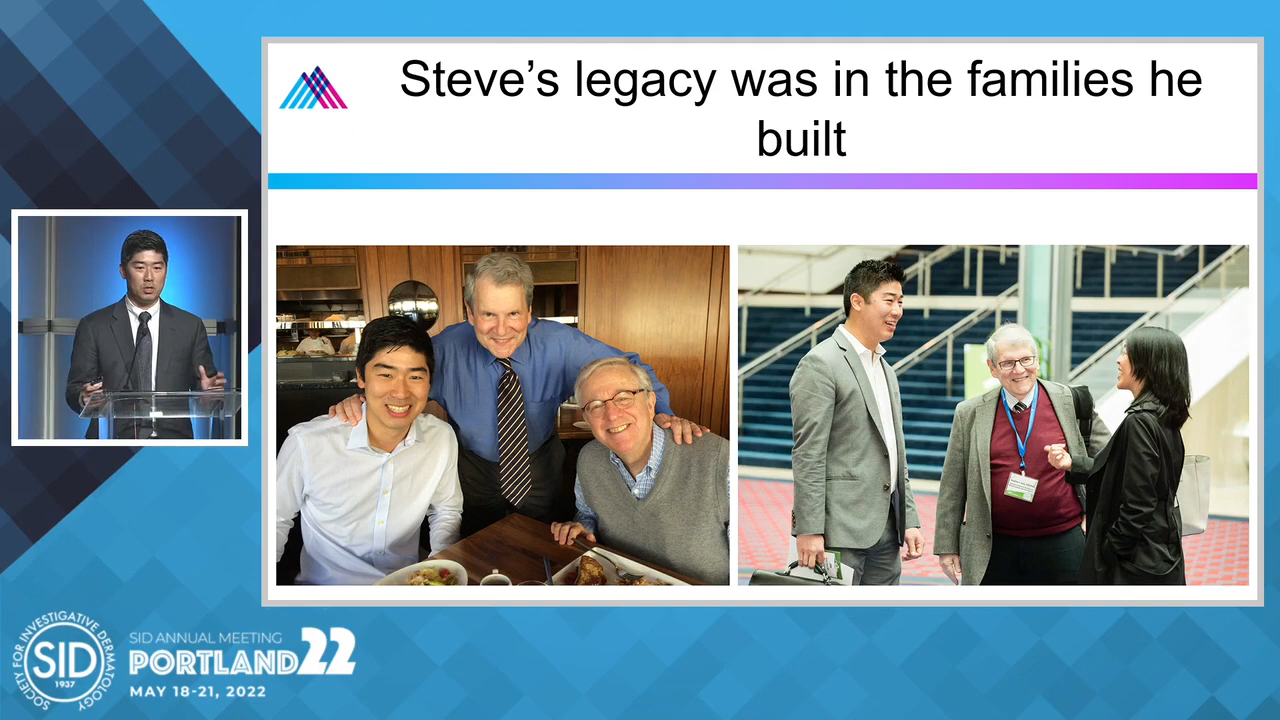 Steve’s legacy was in the families he
built
SOCIETY FOR INVESTIGATIVE DERMATOLOGY
SID
1937
SID ANNUAL MEETING
PORTLAND22
MAY 18-21, 2022